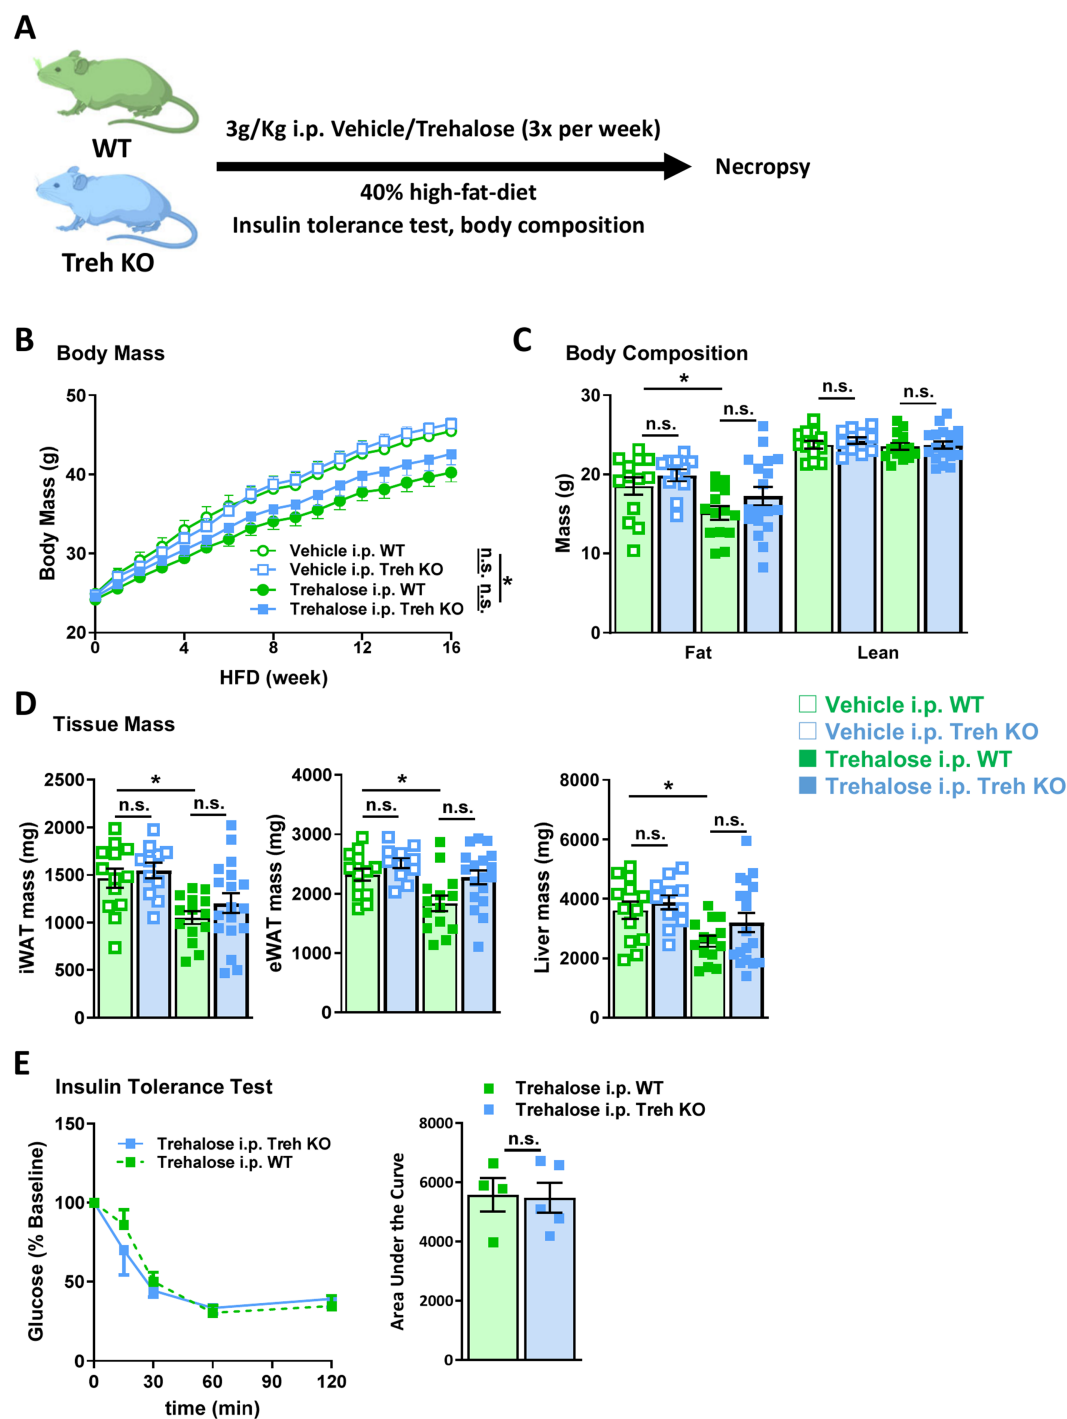 A
WT
Treh KO
3g/Kg i.p. Vehicle/Trehalose (3x per week)
40% high-fat-diet
Insulin tolerance test, body composition
Necropsy
B
Body Mass
Body Mass (g)
50
40
30
20
0
4
8
12
16
HFD (week)
Vehicle i.p. WT
Vehicle i.p. Treh KO
Trehalose i.p. WT
Trehalose i.p. Treh KO
n.s.
n.s.
*
C
Body Composition
Mass (g)
30
20
10
0
*
n.s.
n.s.
n.s.
n.s.
Fat
Lean
D
Tissue Mass
Vehicle i.p. WT
Vehicle i.p. Treh KO
Trehalose i.p. WT
Trehalose i.p. Treh KO
iWAT mass (mg)
2500
2000
1500
1000
500
0
*
n.s.
n.s.
eWAT mass (mg)
4000
3000
2000
1000
0
*
n.s.
n.s.
Liver mass (mg)
8000
6000
4000
2000
0
*
n.s.
n.s.
E
Insulin Tolerance Test
Glucose (% Baseline)
150
100
50
0
Trehalose i.p. Treh KO
Trehalose i.p. WT
0
30
60
90
120
time (min)
Trehalose i.p. WT
Trehalose i.p. Treh KO
Area Under the Curve
8000
6000
4000
2000
0
n.s.